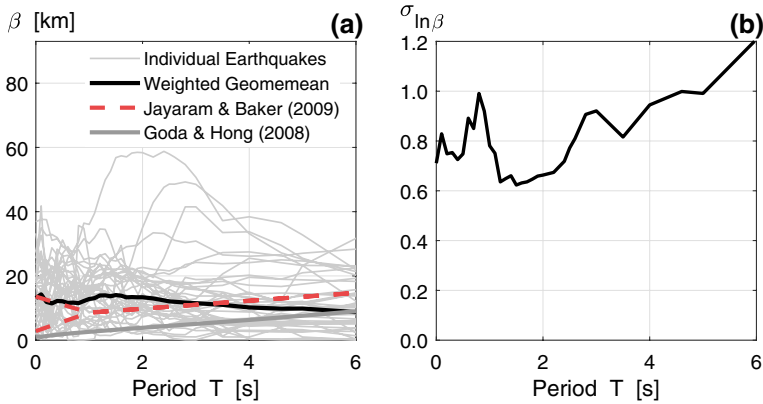 β [km]
(a)
80
60
40
20
0
Individual Earthquakes
Weighted Geomemean
Jayaram & Baker (2009)
Goda & Hong (2008)
0 2 4 6
Period T [s]
σ ln β
(b)
1.2
1.0
0.8
0.6
0.4
0.2
0.0
0 2 4 6
Period T [s]